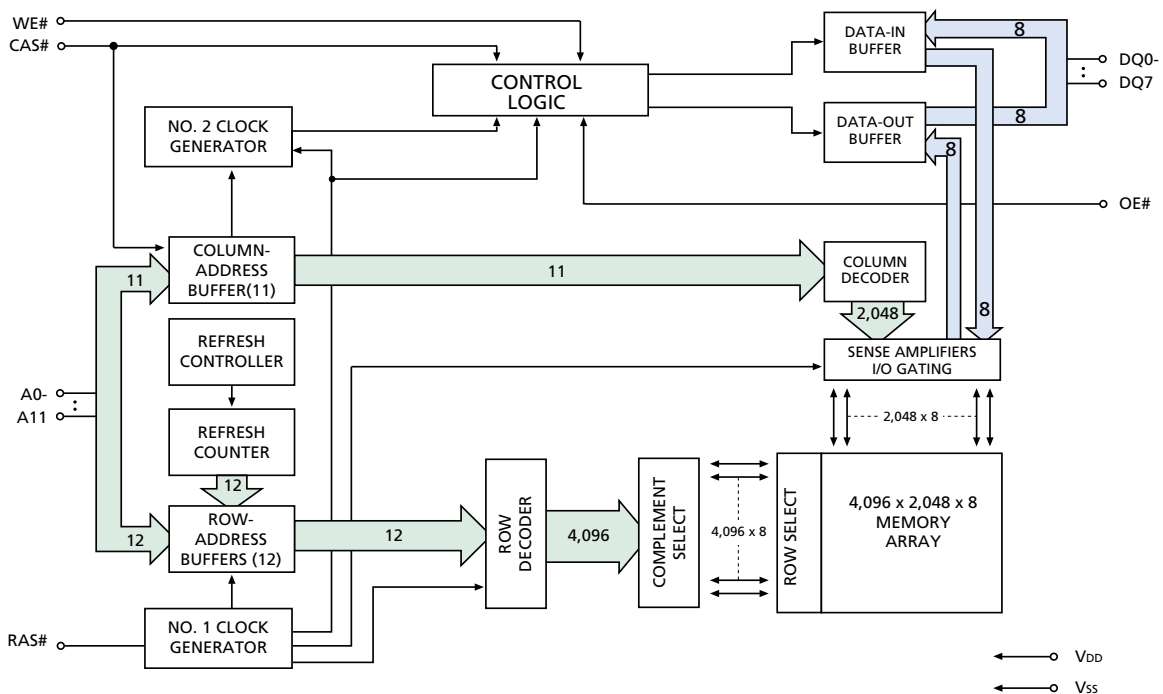 WE#
CAS#
CONTROL
LOGIC
DATA-IN
BUFFER
8
DQ0-
:
DQ7
NO. 2 CLOCK
GENERATOR
DATA-OUT
BUFFER
8
8
OE#
COLUMN-
ADDRESS
BUFFER(11)
11
11
COLUMN
DECODER
2,048
8
REFRESH
CONTROLLER
SENSE AMPLIFIERS
I/O GATING
A0-
:
A11
REFRESH
COUNTER
2,048 x 8
12
ROW-
ADDRESS
BUFFERS (12)
12
12
ROW
DECODER
4,096
COMPLEMENT
SELECT
4,096 x 8
ROW SELECT
4,096 x 2,048 x 8
MEMORY
ARRAY
RAS#
NO. 1 CLOCK
GENERATOR
VDD
VSS